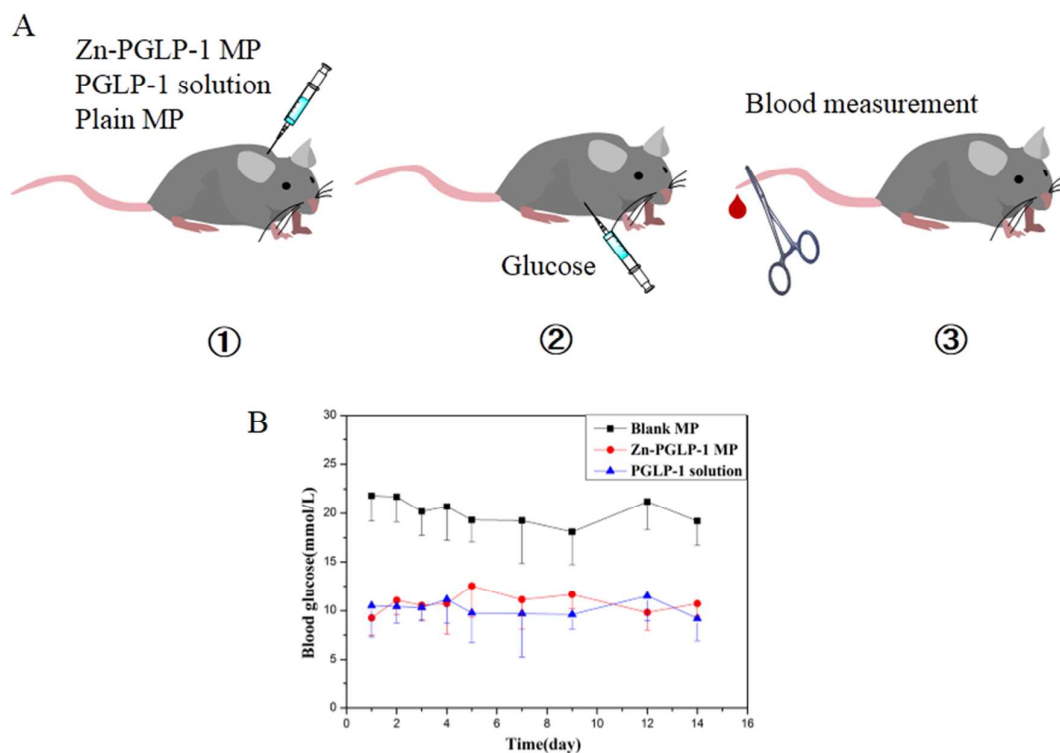 A
Zn-PGLP-1 MP
PGLP-1 solution
Plain MP
Glucose
Blood measurement
①
②
③
B
Blank MP
Zn-PGLP-1 MP
PGLP-1 solution
Blood glucose(mmol/L)
30
25
20
15
10
5
0
0 2 4 6 8 10 12 14 16
Time(day)